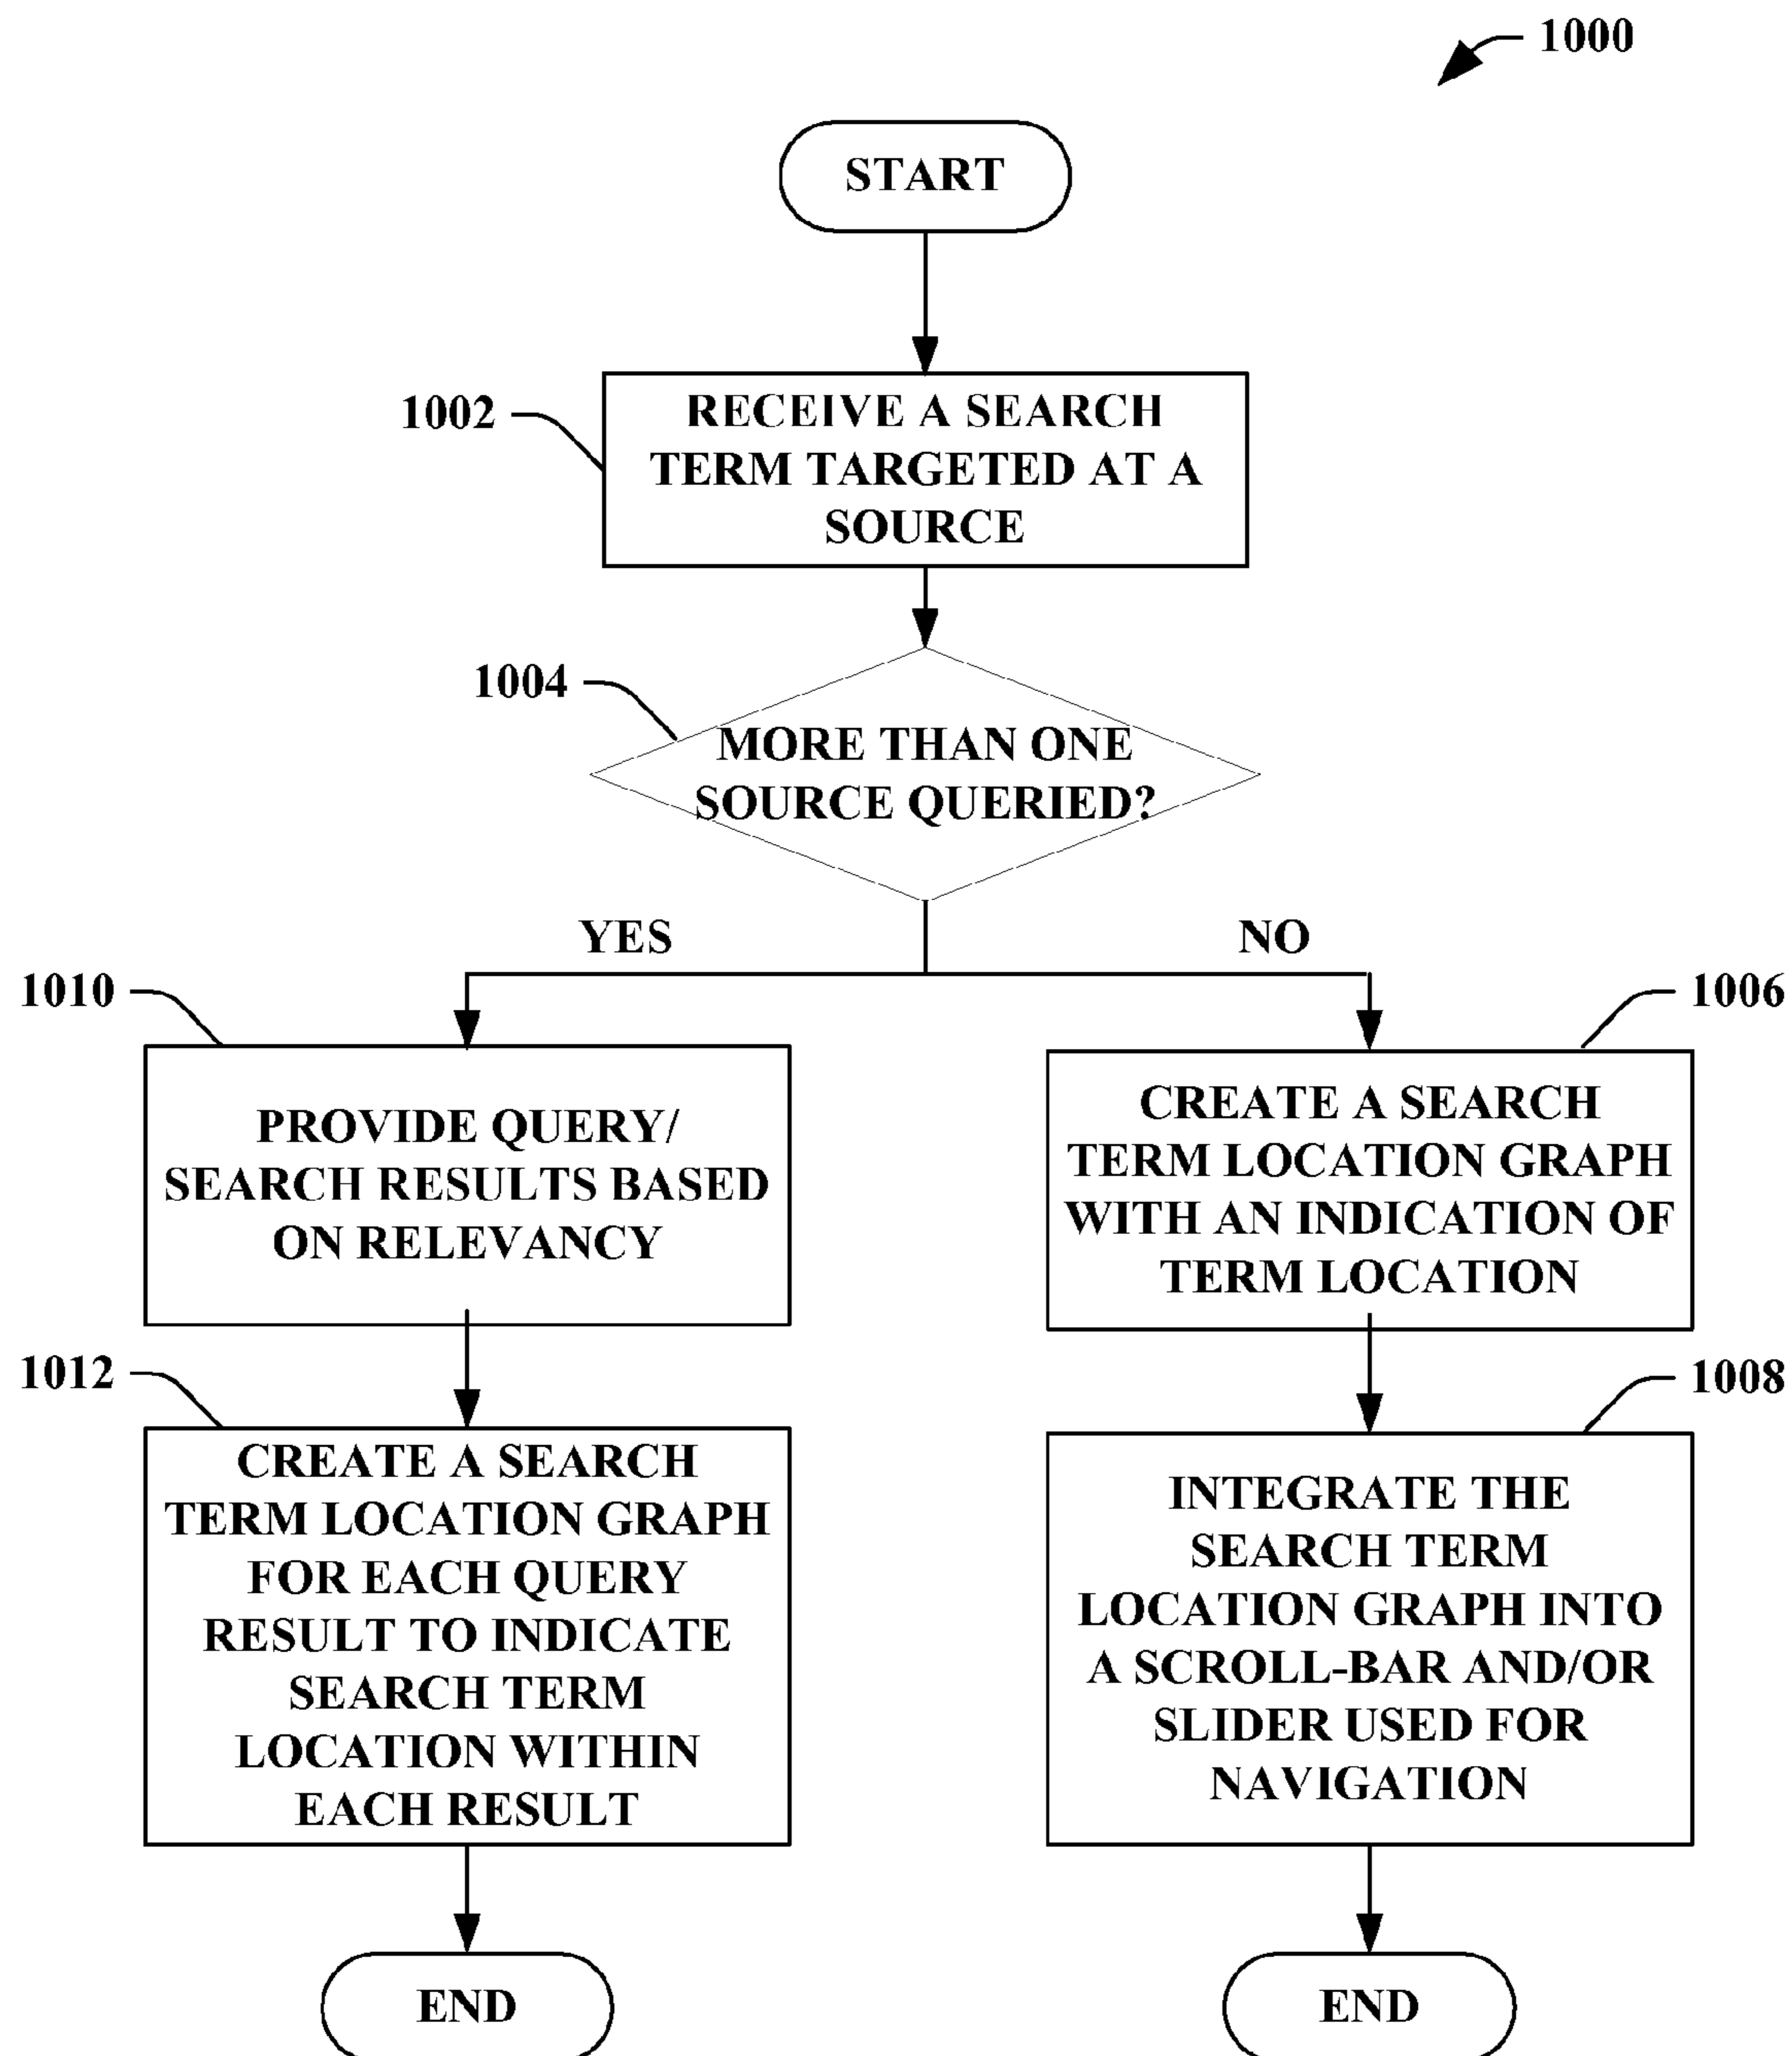 1000
START
1002
RECEIVE A SEARCH
TERM TARGETED AT A
SOURCE
1004
MORE THAN ONE
SOURCE QUERIED?
YES
NO
1010
PROVIDE QUERY/
SEARCH RESULTS BASED
ON RELEVANCY
1006
CREATE A SEARCH
TERM LOCATION GRAPH
WITH AN INDICATION OF
TERM LOCATION
1012
CREATE A SEARCH
TERM LOCATION GRAPH
FOR EACH QUERY
RESULT TO INDICATE
SEARCH TERM
LOCATION WITHIN
EACH RESULT
1008
INTEGRATE THE
SEARCH TERM
LOCATION GRAPH INTO
A SCROLL-BAR AND/OR
SLIDER USED FOR
NAVIGATION
END
END